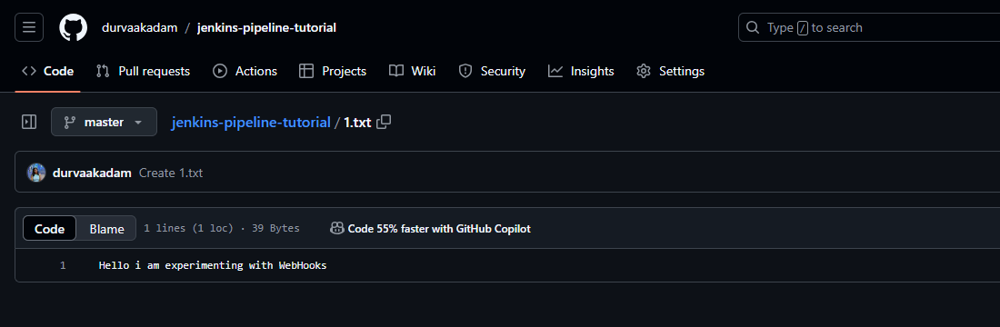 durvaakadam / jenkins-pipeline-tutorial
Type / to search
Code Pull requests Actions Projects Wiki Security Insights Settings
master jenkins-pipeline-tutorial / 1.txt
durvaakadam Create 1.txt
Code Blame 1 lines (1 loc) · 39 Bytes Code 55% faster with GitHub Copilot
1 Hello i am experimenting with WebHooks